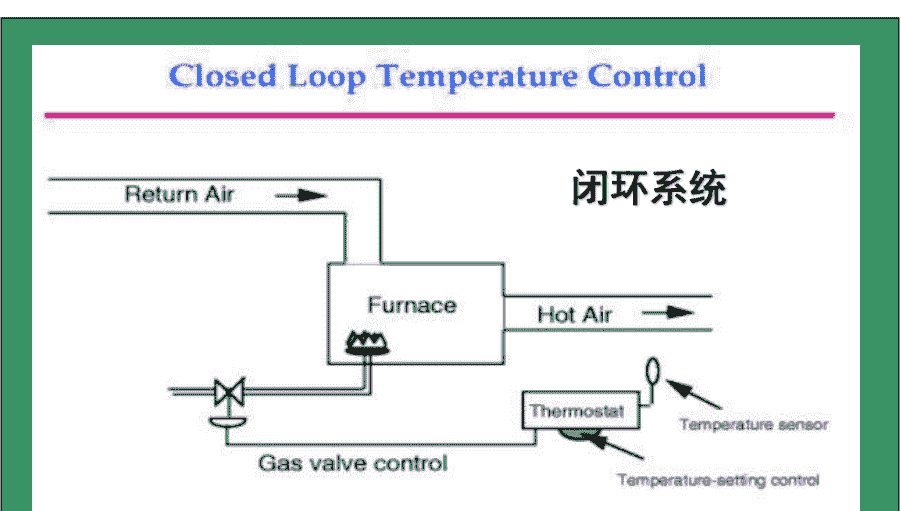 Closed Loop Temperature Control
闭环系统
Return Air
Furnace
Hot Air
Thermostat
Temperature sensor
Gas valve control
Temperature-setting control